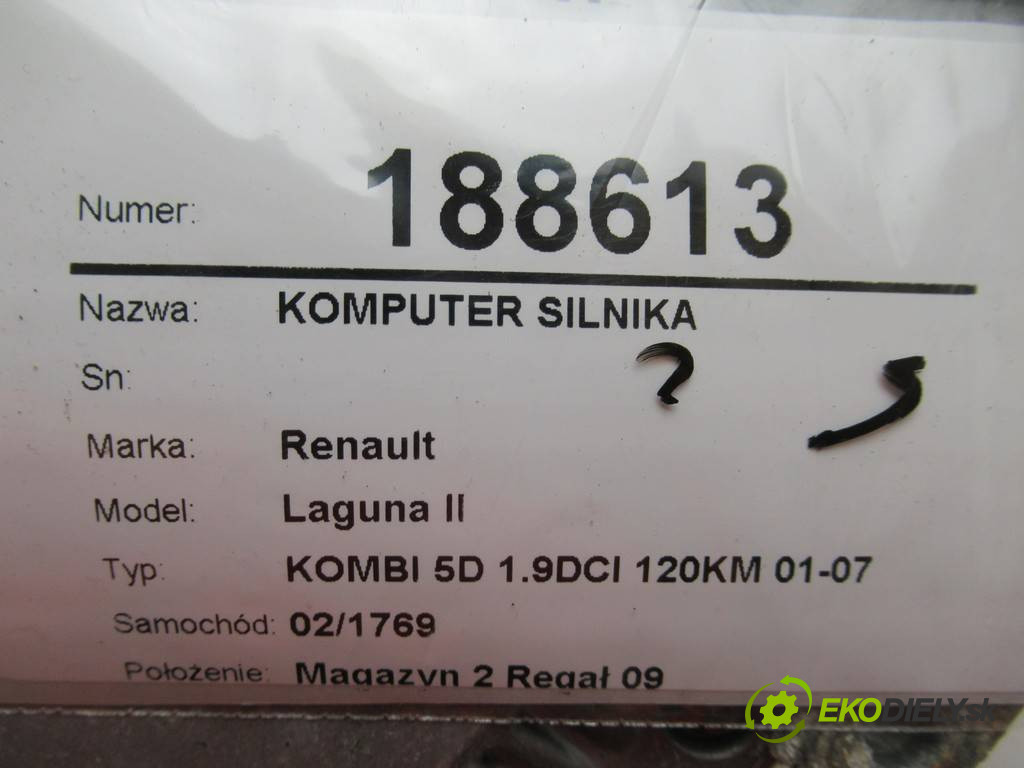 Numer: 188613
Nazwa: KOMPUTER SILNIKA
Sn:
Marka: Renault
Model: Laguna II
Typ: KOMBI 5D 1.9DCI 120KM 01-07
Samochód: 02/1769
Położenie: Magazyn 2 Regał 09
EKODIELY.sk